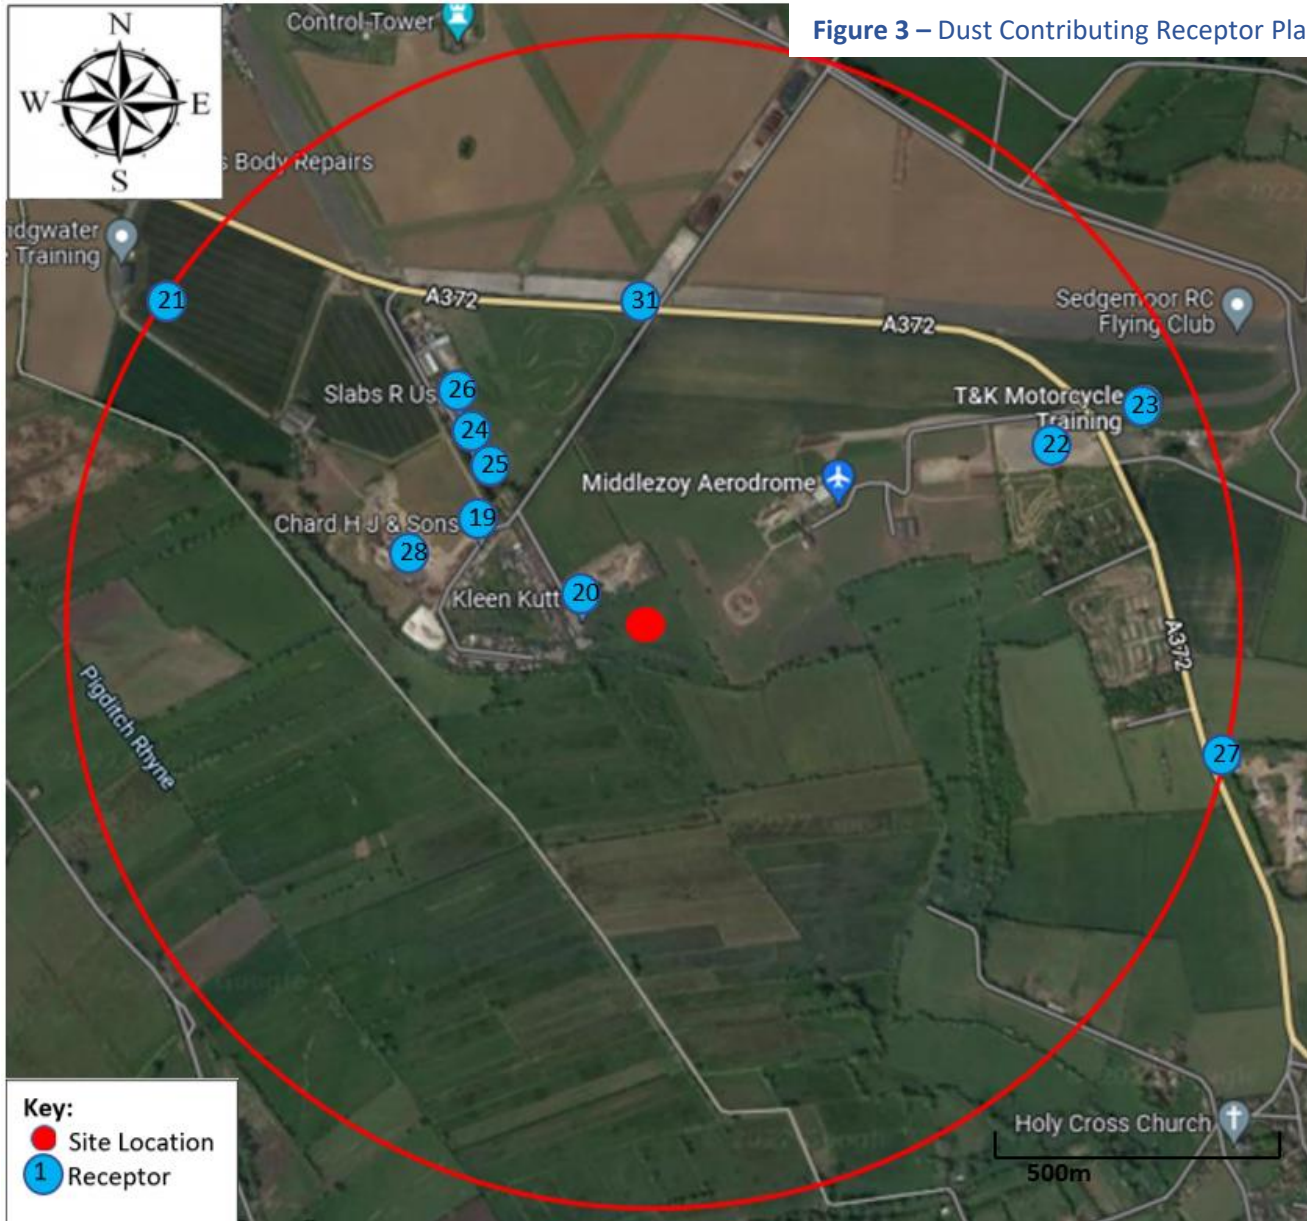 Figure 3 – Dust Contributing Receptor Pla
N
W
E
S
Control Tower
s Body Repairs
idgwater
Training
21
A372
31
A372
Sedgemoor RC
Flying Club
Slabs R Us
26
24
25
T&K Motorcycle
Training
23
22
Middlezoy Aerodrome
Chard H J & Sons
19
28
Kleen Kutt
20
A372
Pigditch Rhyne
27
Holy Cross Church
500m
Key:
Site Location
1 Receptor